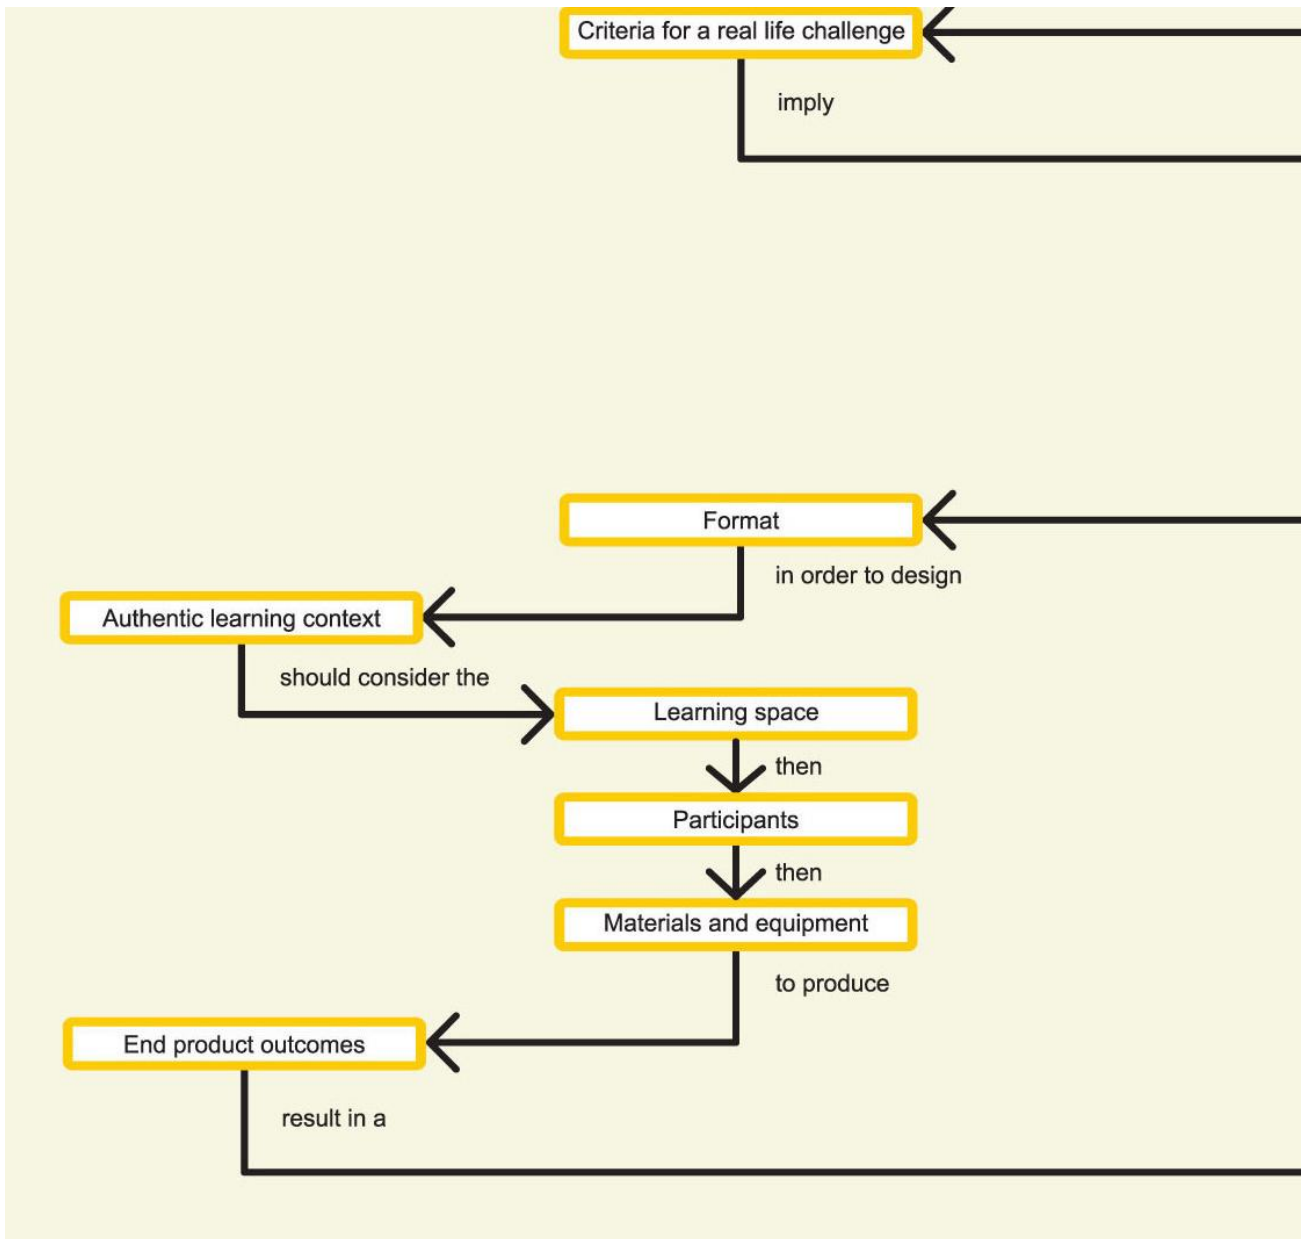 Criteria for a real life challenge
imply
Format
in order to design
Authentic learning context
should consider the
Learning space
then
Participants
then
Materials and equipment
to produce
End product outcomes
result in a